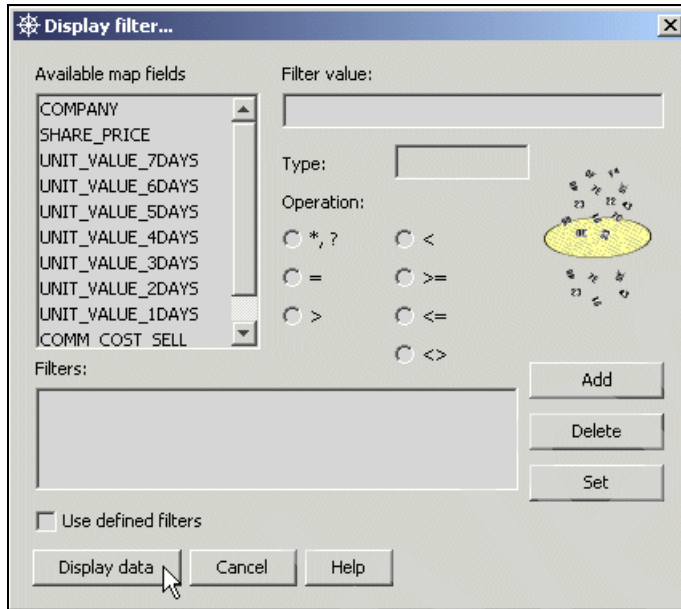 Display filter...
Available map fields
COMPANY
SHARE_PRICE
UNIT_VALUE_7DAYS
UNIT_VALUE_6DAYS
UNIT_VALUE_5DAYS
UNIT_VALUE_4DAYS
UNIT_VALUE_3DAYS
UNIT_VALUE_2DAYS
UNIT_VALUE_1DAYS
COMM_COST_SELL
Filter value:
Type:
Operation:
*, ?
<
=
>=
>
<=
<>
Filters:
Add
Delete
Set
Use defined filters
Display data
Cancel
Help